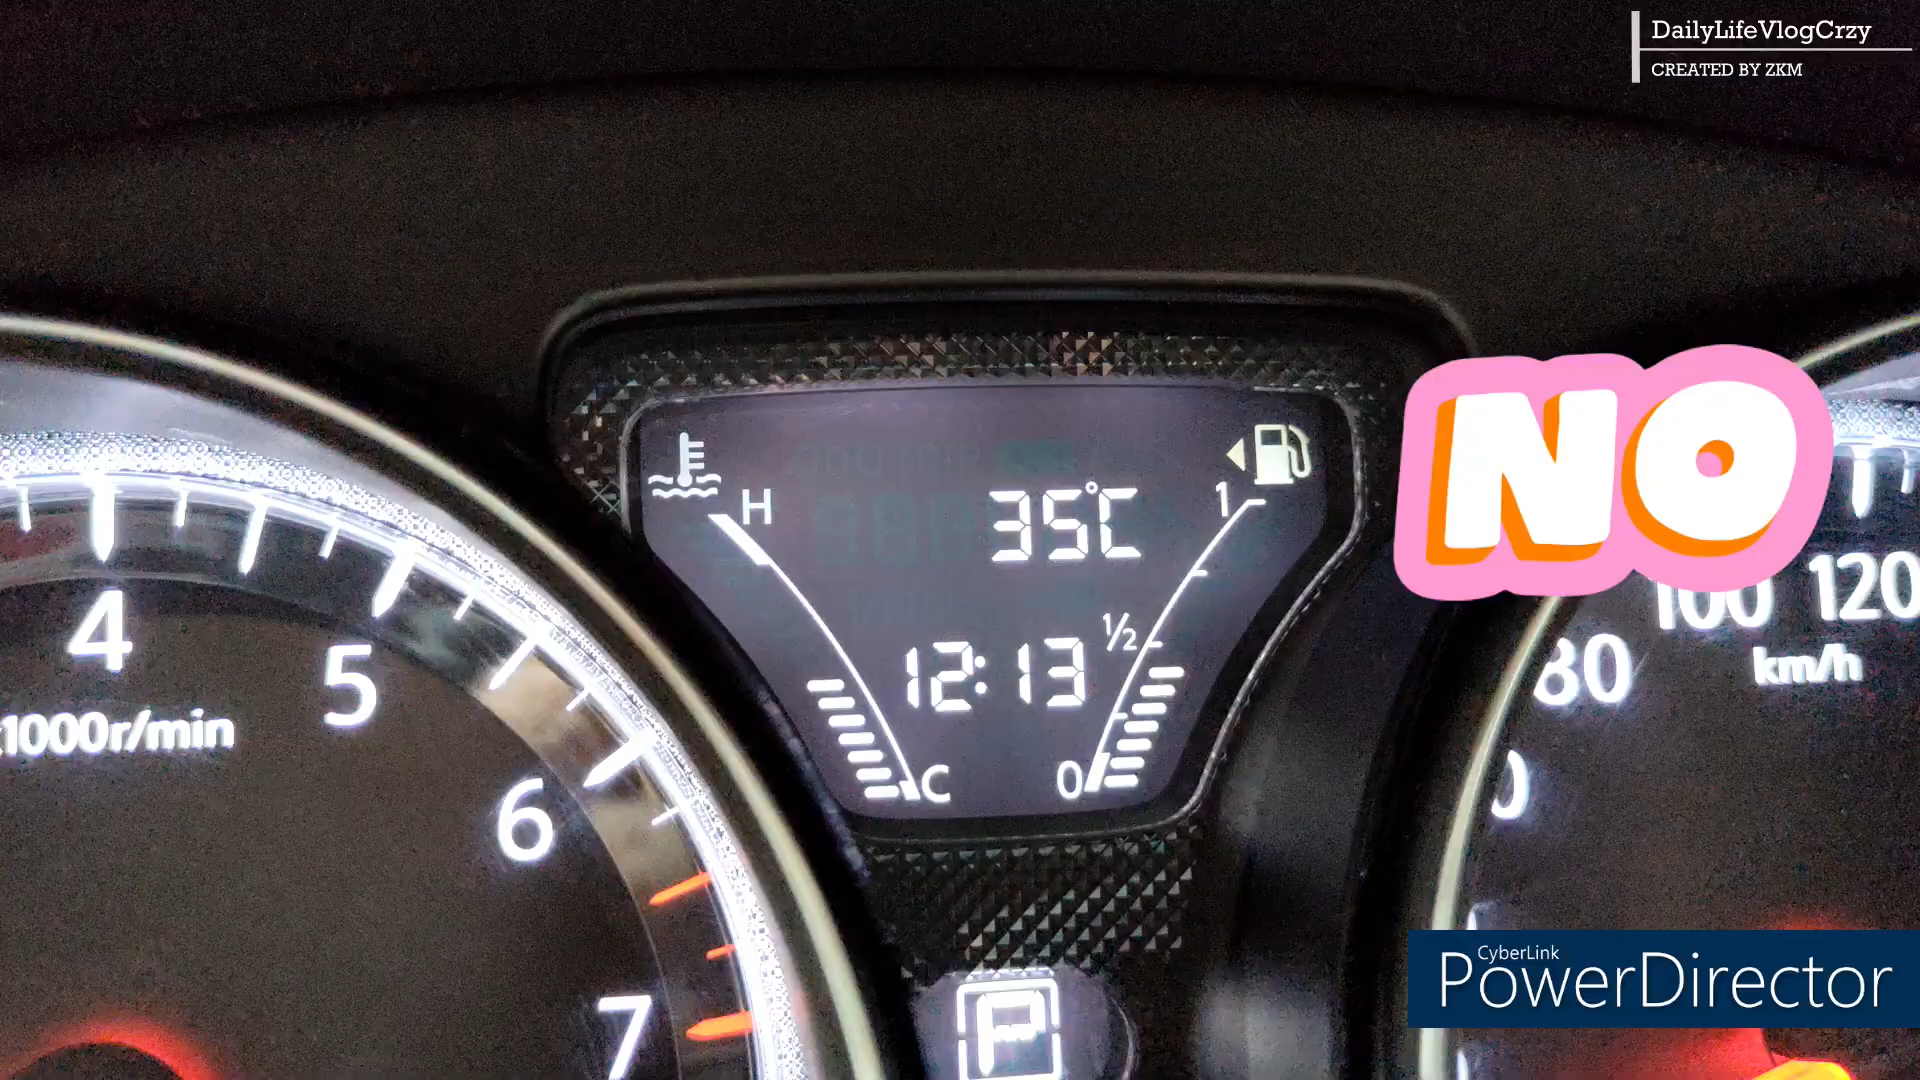 DailyLifeVlogCrzy
CREATED BY ZKM
NO
H
35°C
1
4
5
6
7
1000r/min
12:13
1/2
C
0
80
100
120
km/h
P
CyberLink
PowerDirector